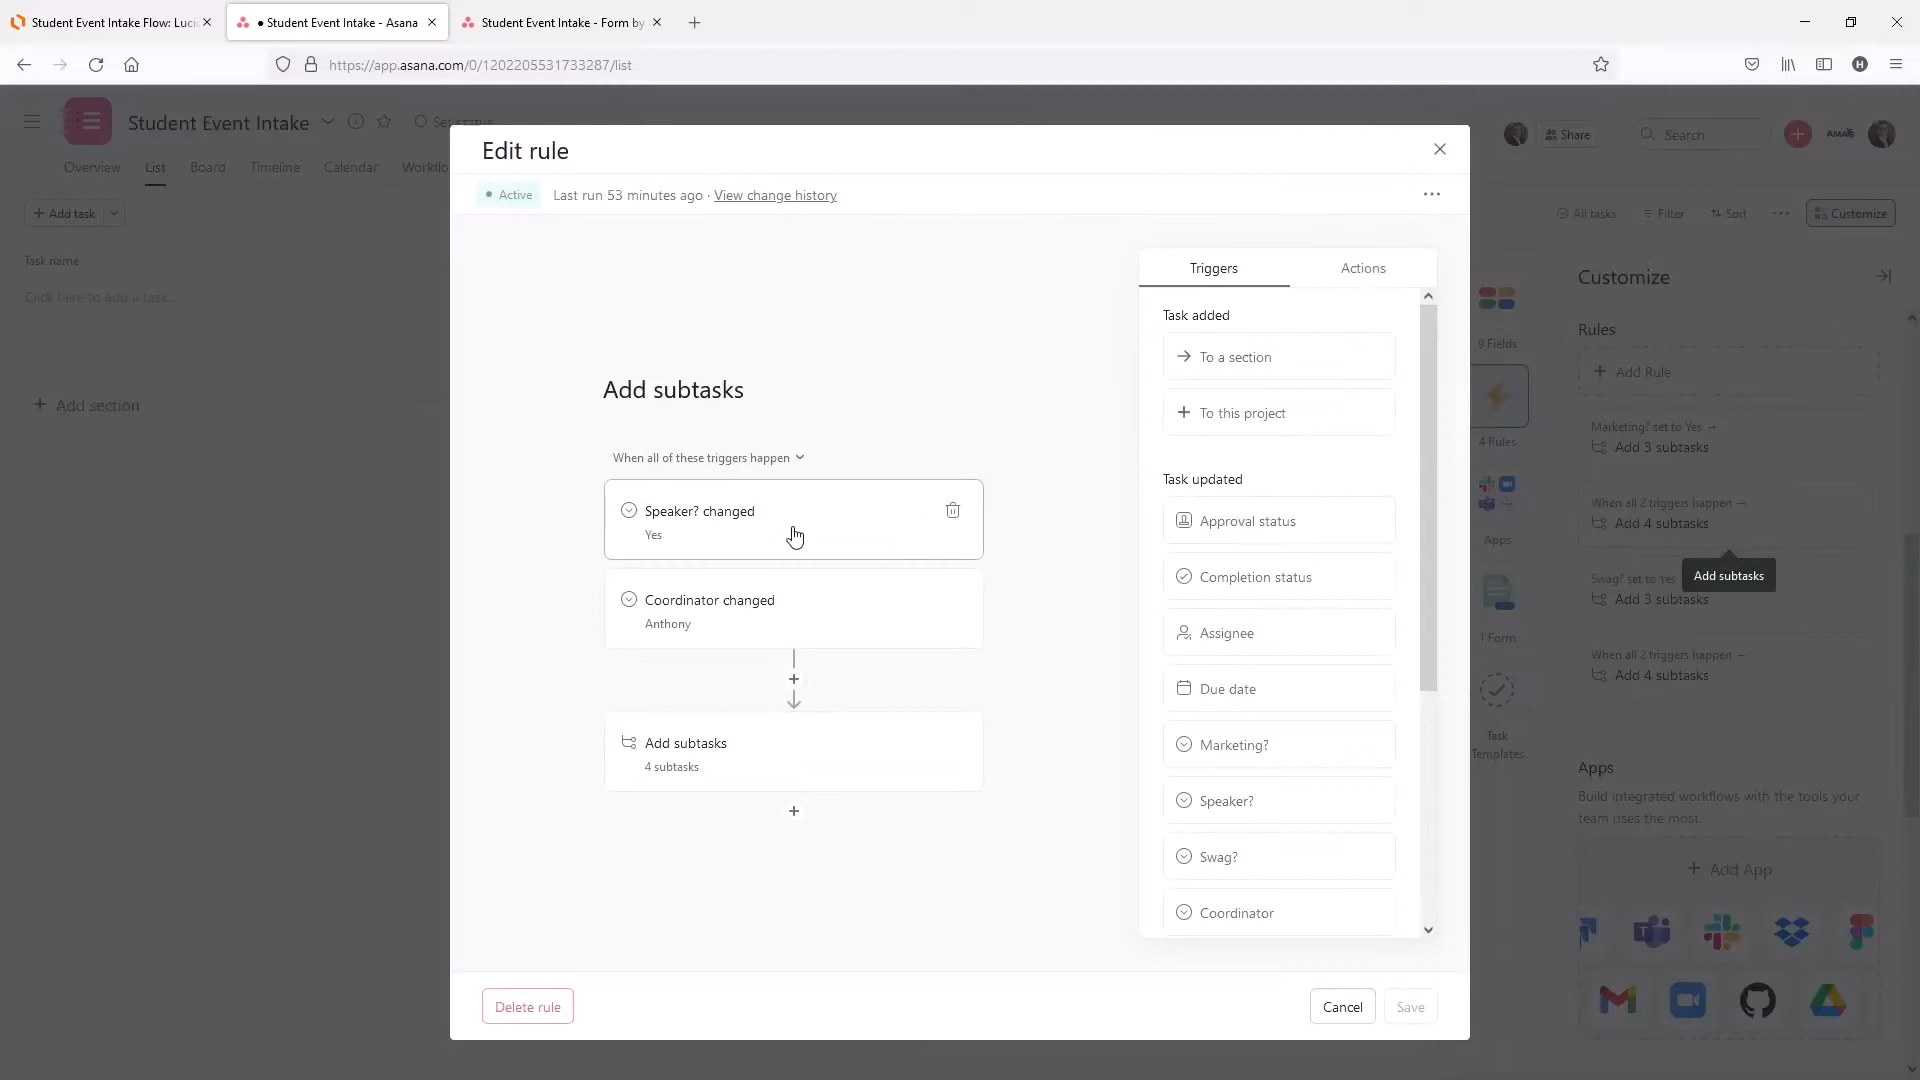 Student Event Intake Flow: Luci
• Student Event Intake - Asana
Student Event Intake - Form by
https://app.asana.com/0/1202205531733287/list
H
Student Event Intake
Set status
Share
Search
Overview
List
Board
Timeline
Calendar
Workflo
+ Add task
All tasks
Filter
Sort
Customize
Task name
Click here to add a task...
+ Add section
Edit rule
Active
Last run 53 minutes ago · View change history
Add subtasks
When all of these triggers happen
Speaker? changed
Yes
Coordinator changed
Anthony
Add subtasks
4 subtasks
Triggers
Actions
Task added
To a section
To this project
Task updated
Approval status
Completion status
Assignee
Due date
Marketing?
Speaker?
Swag?
Coordinator
Delete rule
Cancel
Save
9 Fields
4 Rules
Apps
1 Form
Task
Templates
Customize
Rules
+ Add Rule
Marketing? set to Yes →
Add 3 subtasks
When all 2 triggers happen →
Add 4 subtasks
Add subtasks
Swag? set to Yes
Add 3 subtasks
When all 2 triggers happen →
Add 4 subtasks
Apps
Build integrated workflows with the tools your
team uses the most.
+ Add App